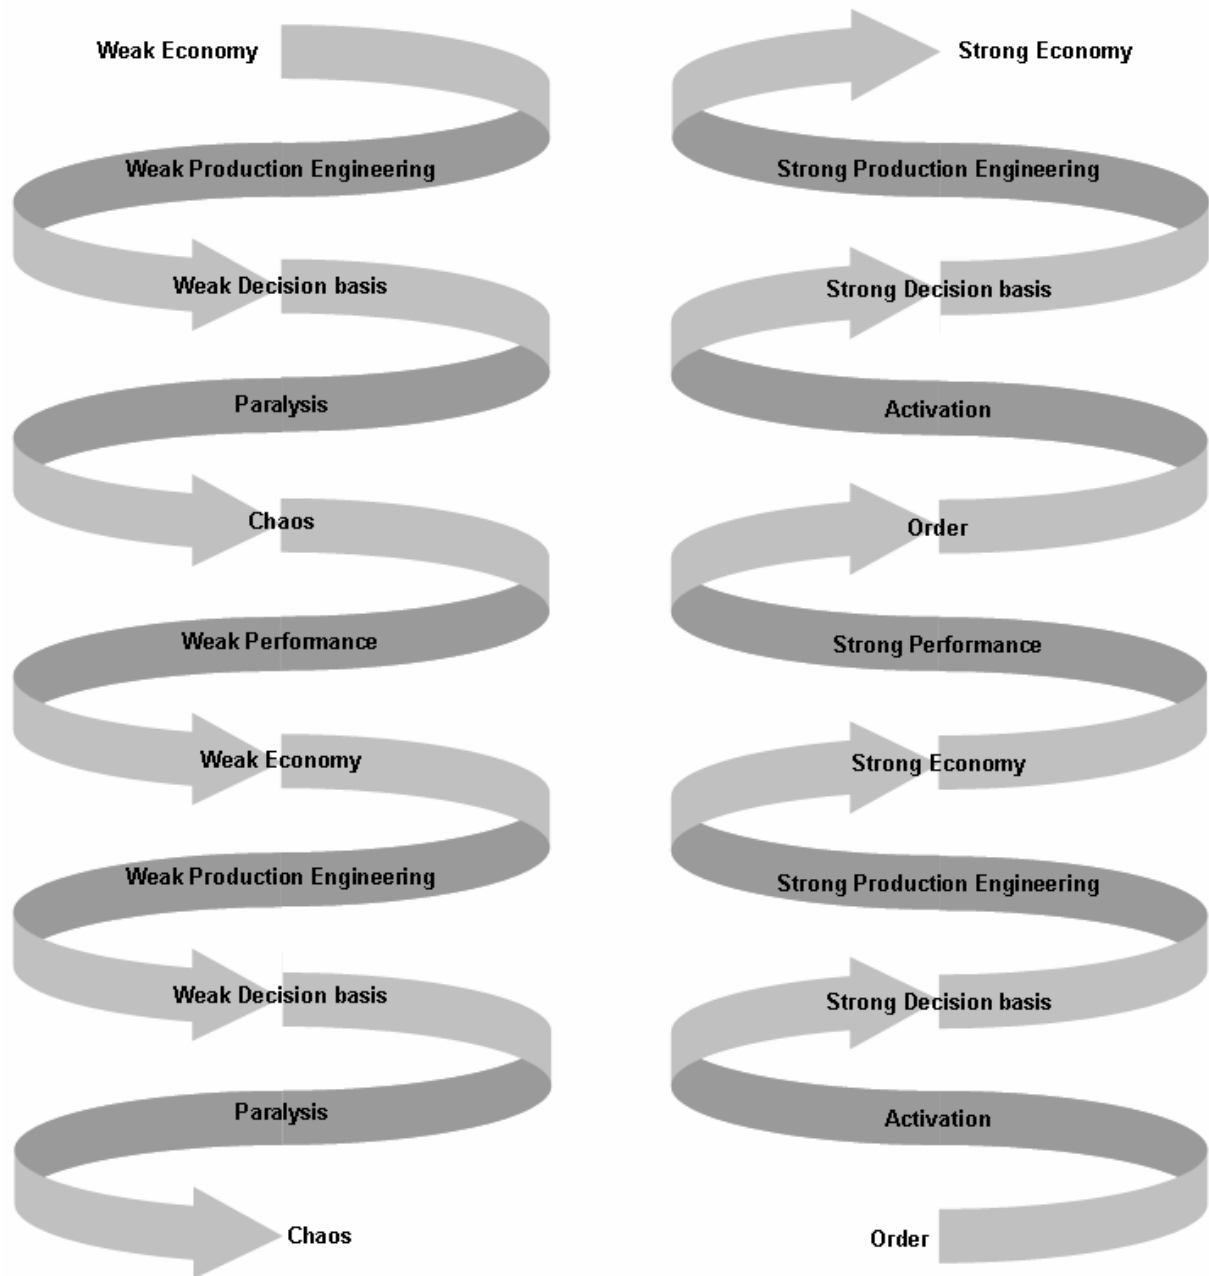 Weak Economy
Weak Production Engineering
Weak Decision basis
Paralysis
Chaos
Weak Performance
Weak Economy
Weak Production Engineering
Weak Decision basis
Paralysis
Chaos
Strong Economy
Strong Production Engineering
Strong Decision basis
Activation
Order
Strong Performance
Strong Economy
Strong Production Engineering
Strong Decision basis
Activation
Order